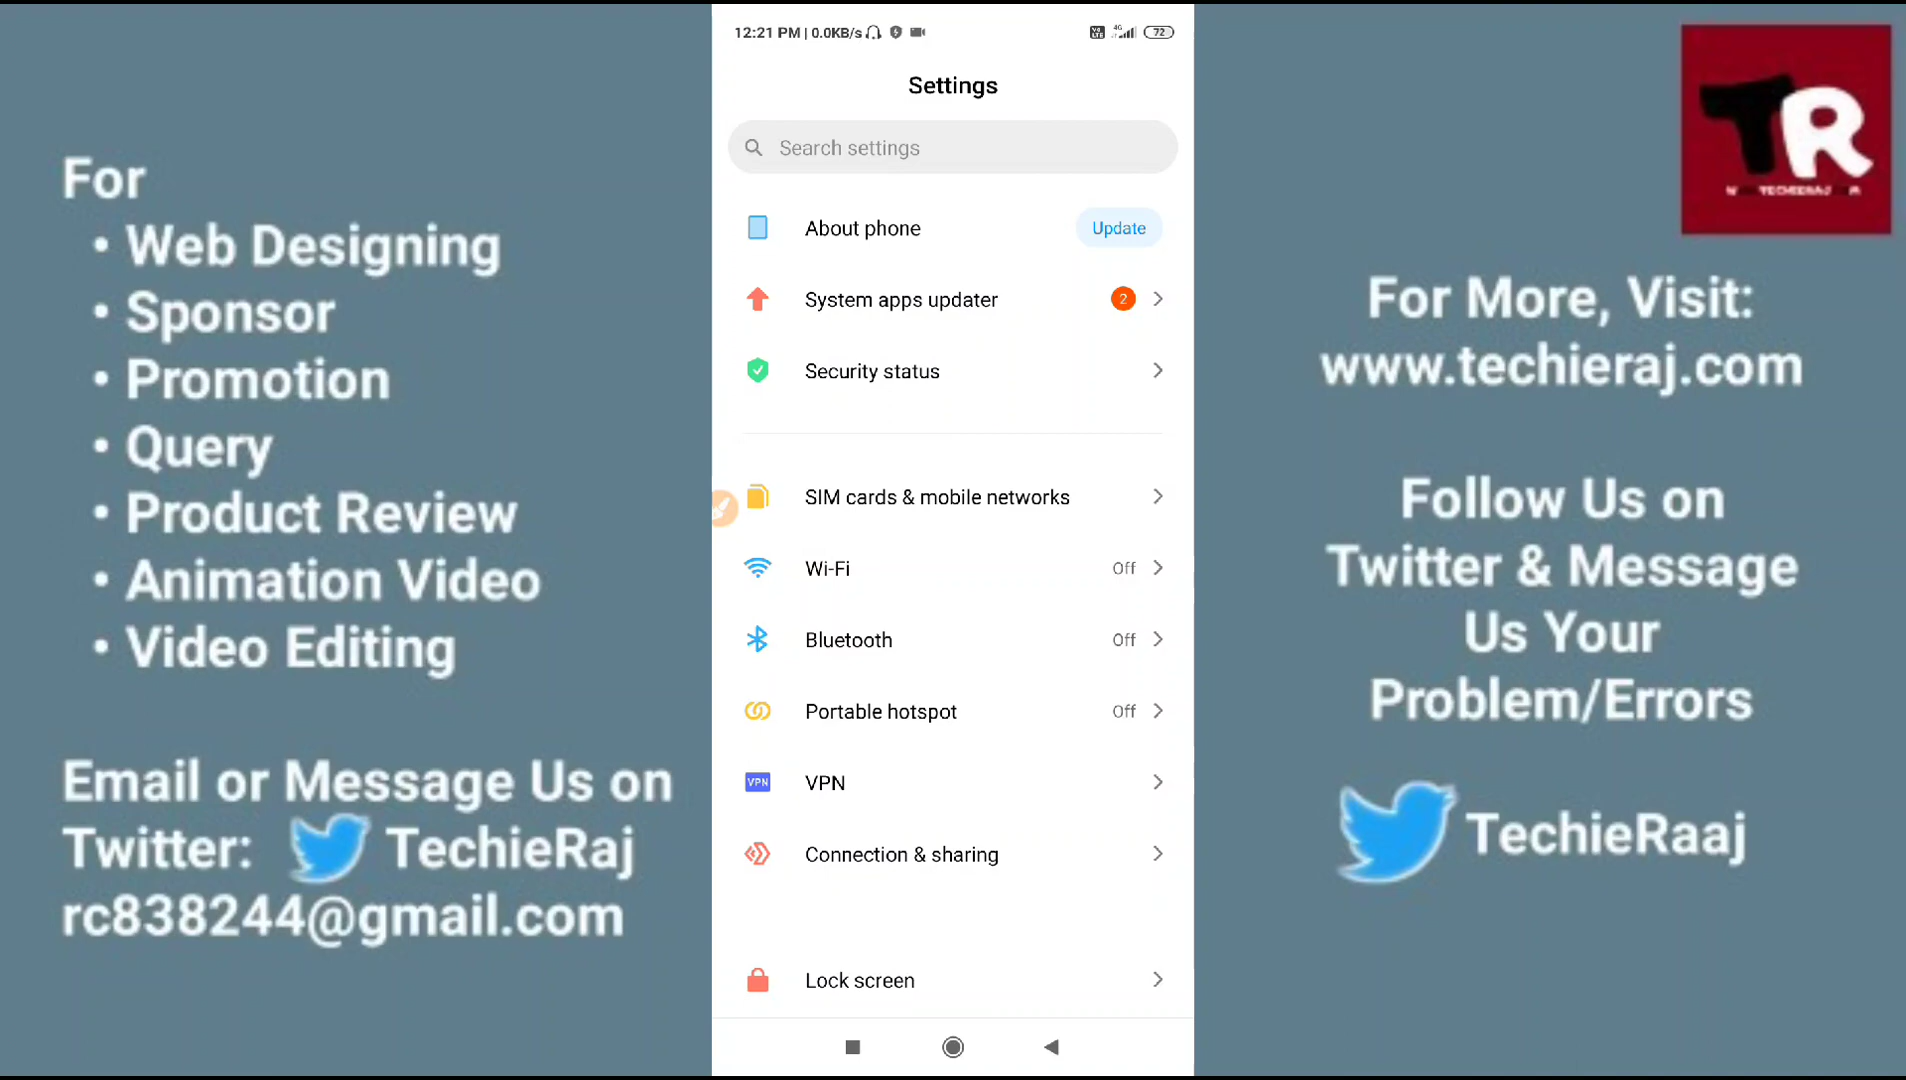 For
• Web Designing
• Sponsor
• Promotion
• Query
• Product Review
• Animation Video
• Video Editing
Email or Message Us on
Twitter: TechieRaj
rc838244@gmail.com
12:21 PM | 0.0KB/s
4G
72
Settings
Search settings
About phone
Update
System apps updater
2
Security status
SIM cards & mobile networks
Wi-Fi
Off
Bluetooth
Off
Portable hotspot
Off
VPN
VPN
Connection & sharing
Lock screen
TR
TECHIERAJ
For More, Visit:
www.techieraj.com
Follow Us on
Twitter & Message
Us Your
Problem/Errors
TechieRaaj